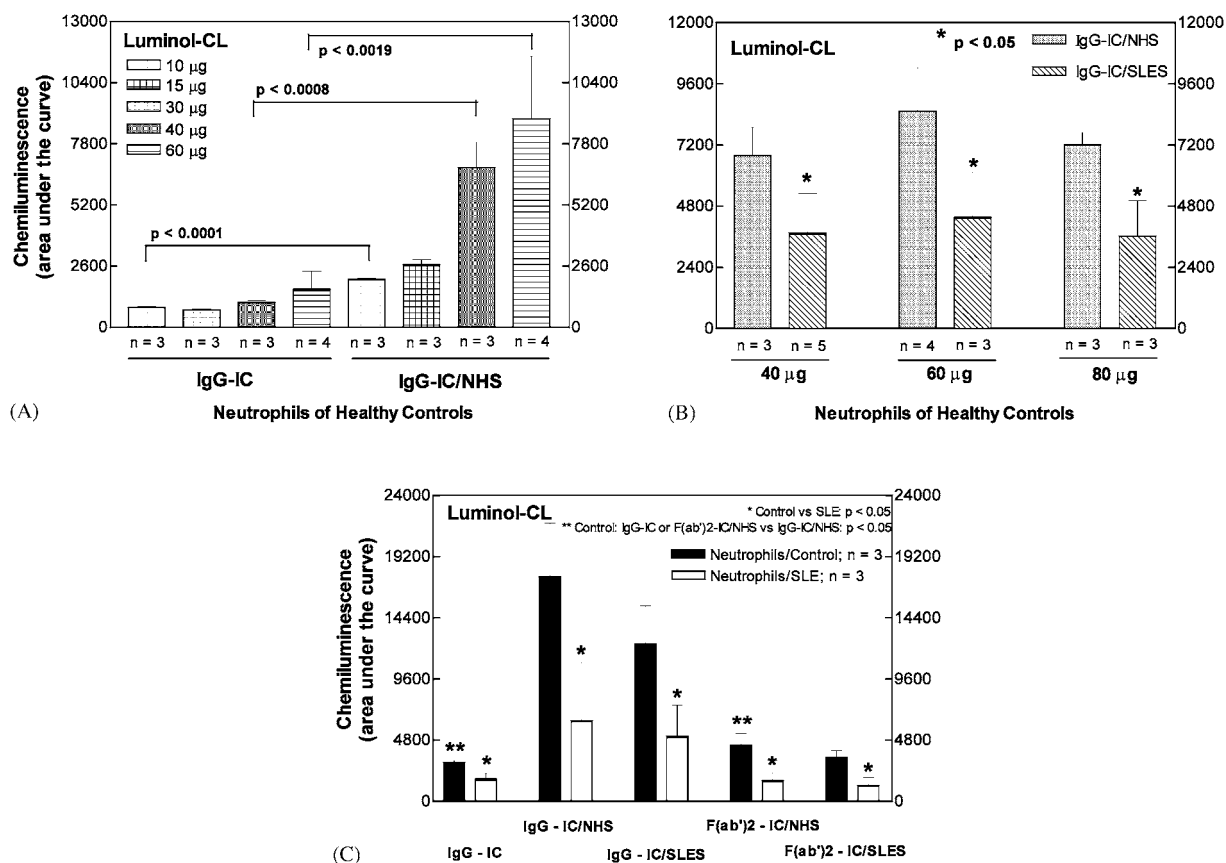 Luminol-CL
10 µg
15 µg
30 µg
40 µg
60 µg
p < 0.0019
p < 0.0008
p < 0.0001
Chemiluminescence
(area under the curve)
13000
10400
7800
5200
2600
0
13000
10400
7800
5200
2600
0
n = 3 n = 3 n = 3 n = 4 n = 3 n = 3 n = 3 n = 4
IgG-IC IgG-IC/NHS
Neutrophils of Healthy Controls
(A)
Luminol-CL
* p < 0.05
IgG-IC/NHS
IgG-IC/SLES
12000
9600
7200
4800
2400
0
12000
9600
7200
4800
2400
0
* * *
n = 3 n = 5 n = 4 n = 3 n = 3 n = 3
40 µg 60 µg 80 µg
Neutrophils of Healthy Controls
(B)
Luminol-CL
* Control vs SLE: p < 0.05
** Control: IgG-IC or F(ab')2-IC/NHS vs IgG-IC/NHS: p < 0.05
Neutrophils/Control; n = 3
Neutrophils/SLE; n = 3
Chemiluminescence
(area under the curve)
24000
19200
14400
9600
4800
0
24000
19200
14400
9600
4800
0
** * * * ** * *
IgG - IC/NHS F(ab')2 - IC/NHS
IgG - IC IgG - IC/SLES F(ab')2 - IC/SLES
(C)